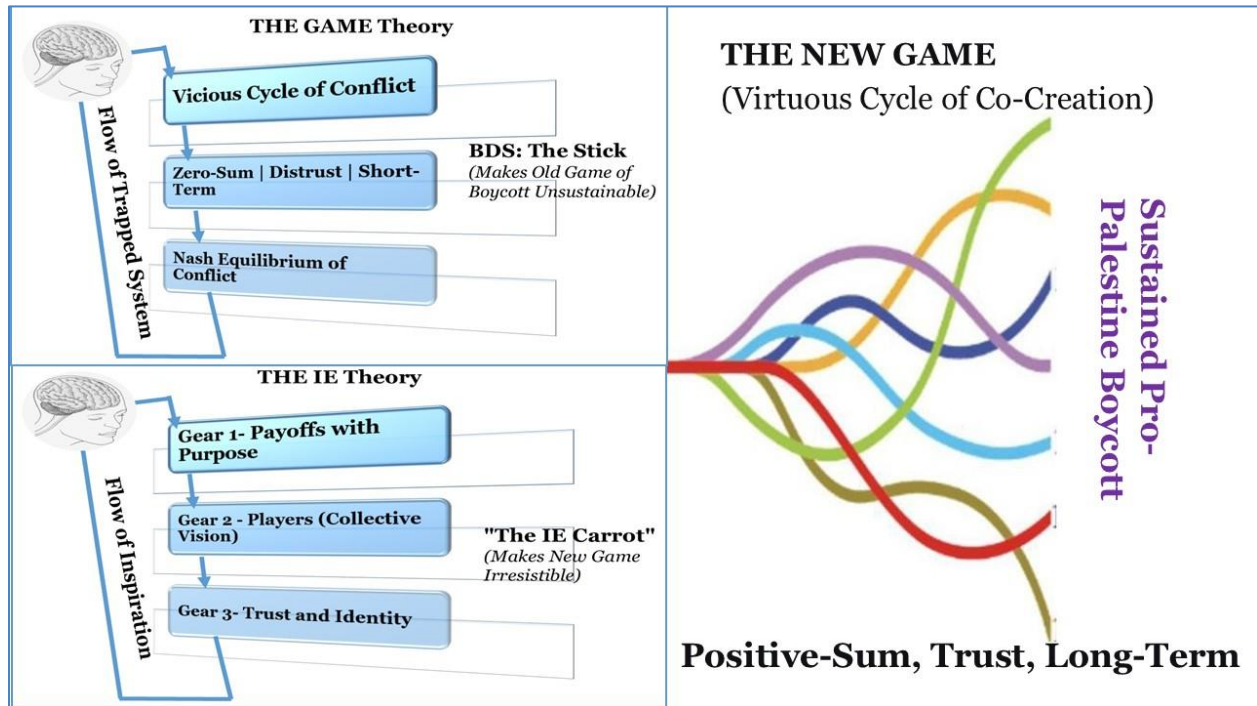 THE GAME Theory
Vicious Cycle of Conflict
Zero-Sum | Distrust | Short-
Term
Nash Equilibrium of
Conflict
Flow of Trapped System
BDS: The Stick
(Makes Old Game of
Boycott Unsustainable)
THE IE Theory
Gear 1- Payoffs with
Purpose
Gear 2 - Players (Collective
Vision)
Gear 3- Trust and Identity
Flow of Inspiration
"The IE Carrot"
(Makes New Game
Irresistible)
THE NEW GAME
(Virtuous Cycle of Co-Creation)
Sustained Pro-
Palestine Boycott
Positive-Sum, Trust, Long-Term